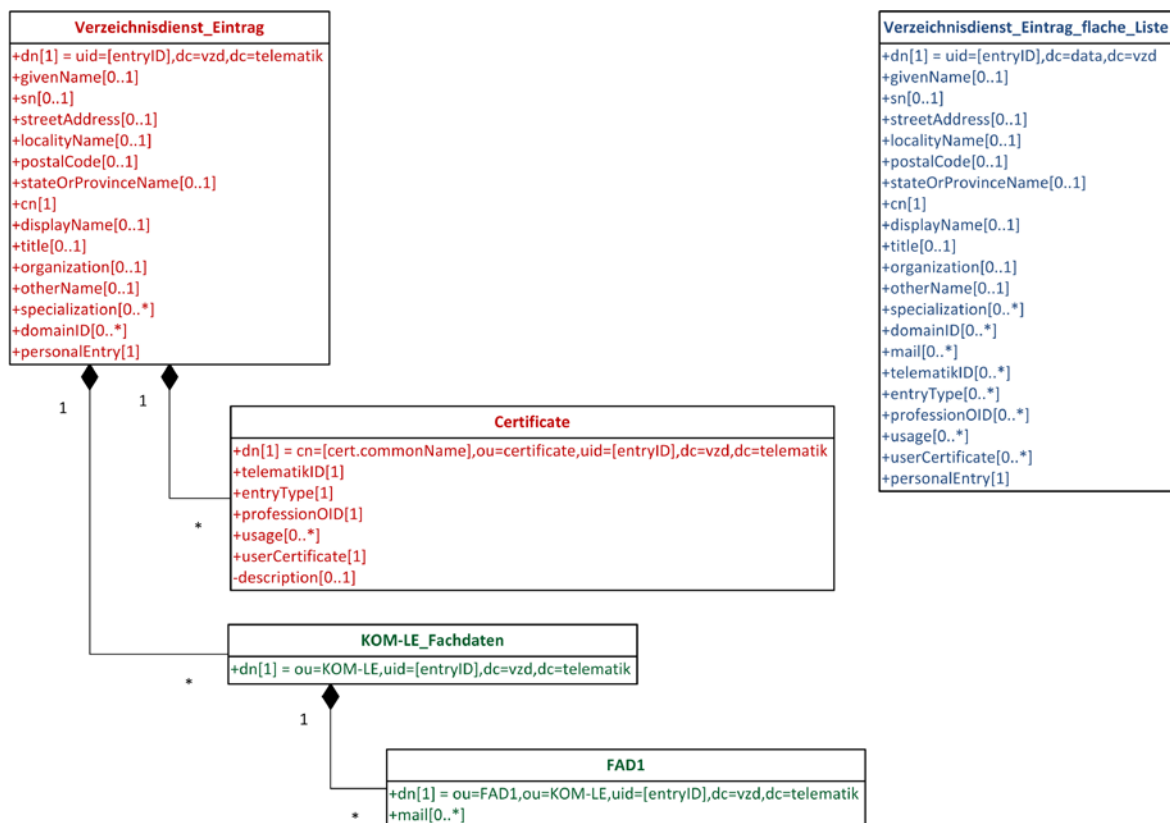 Verzeichnisdienst_Eintrag
+dn[1] = uid=[entryID],dc=vzd,dc=telematik
+givenName[0..1]
+sn[0..1]
+streetAddress[0..1]
+localityName[0..1]
+postalCode[0..1]
+stateOrProvinceName[0..1]
+cn[1]
+displayName[0..1]
+title[0..1]
+organization[0..1]
+otherName[0..1]
+specialization[0..*]
+domainID[0..*]
+personalEntry[1]
Verzeichnisdienst_Eintrag_flache_Liste
+dn[1] = uid=[entryID],dc=data,dc=vzd
+givenName[0..1]
+sn[0..1]
+streetAddress[0..1]
+localityName[0..1]
+postalCode[0..1]
+stateOrProvinceName[0..1]
+cn[1]
+displayName[0..1]
+title[0..1]
+organization[0..1]
+otherName[0..1]
+specialization[0..*]
+domainID[0..*]
+mail[0..*]
+telematikID[0..*]
+entryType[0..*]
+professionOID[0..*]
+usage[0..*]
+userCertificate[0..*]
+personalEntry[1]
1
1
Certificate
+dn[1] = cn=[cert.commonName],ou=certificate,uid=[entryID],dc=vzd,dc=telematik
+telematikID[1]
+entryType[1]
+professionOID[1]
+usage[0..*]
+userCertificate[1]
-description[0..1]
*
KOM-LE_Fachdaten
+dn[1] = ou=KOM-LE,uid=[entryID],dc=vzd,dc=telematik
*
1
FAD1
+dn[1] = ou=FAD1,ou=KOM-LE,uid=[entryID],dc=vzd,dc=telematik
+mail[0..*]
*